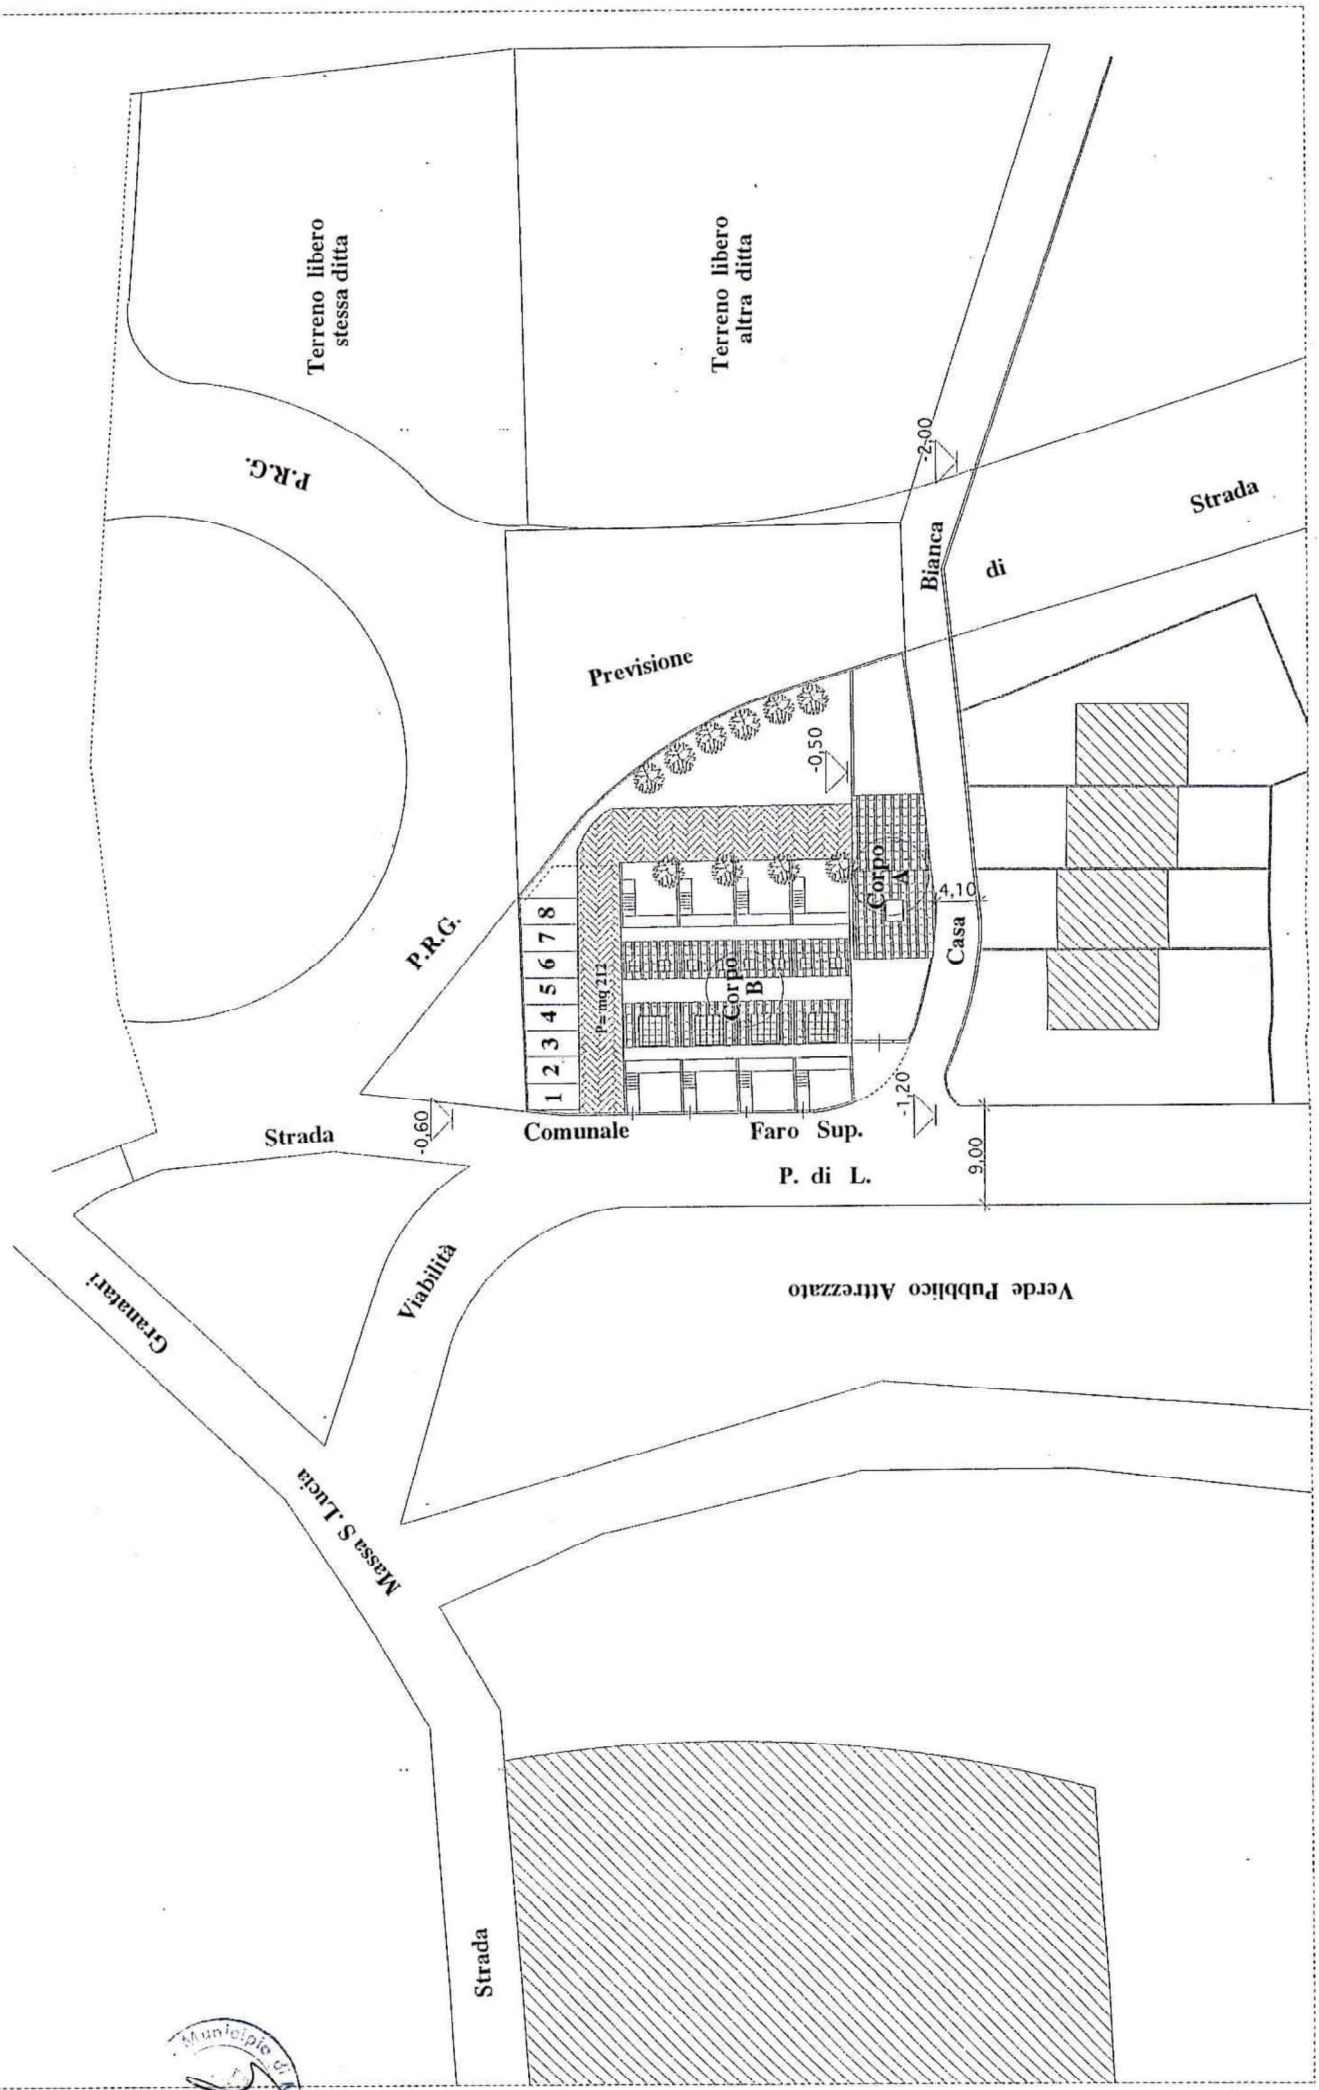 Terreno libero
stessa ditta
Terreno libero
altra ditta
P.R.G.
-2,00
Strada
Bianca
di
Previsione
-0,50
Corpo
A
4,10
Casa
P.R.G.
1 2 3 4 5 6 7 8
P= mq 212
Corpo
B
-0,60
-1,20
Strada
Comunale
Faro Sup.
P. di L.
9,00
Viabilità
Verde Pubblico Attrezzato
Granatari
Massa S. Lucia
Strada
Municipio di